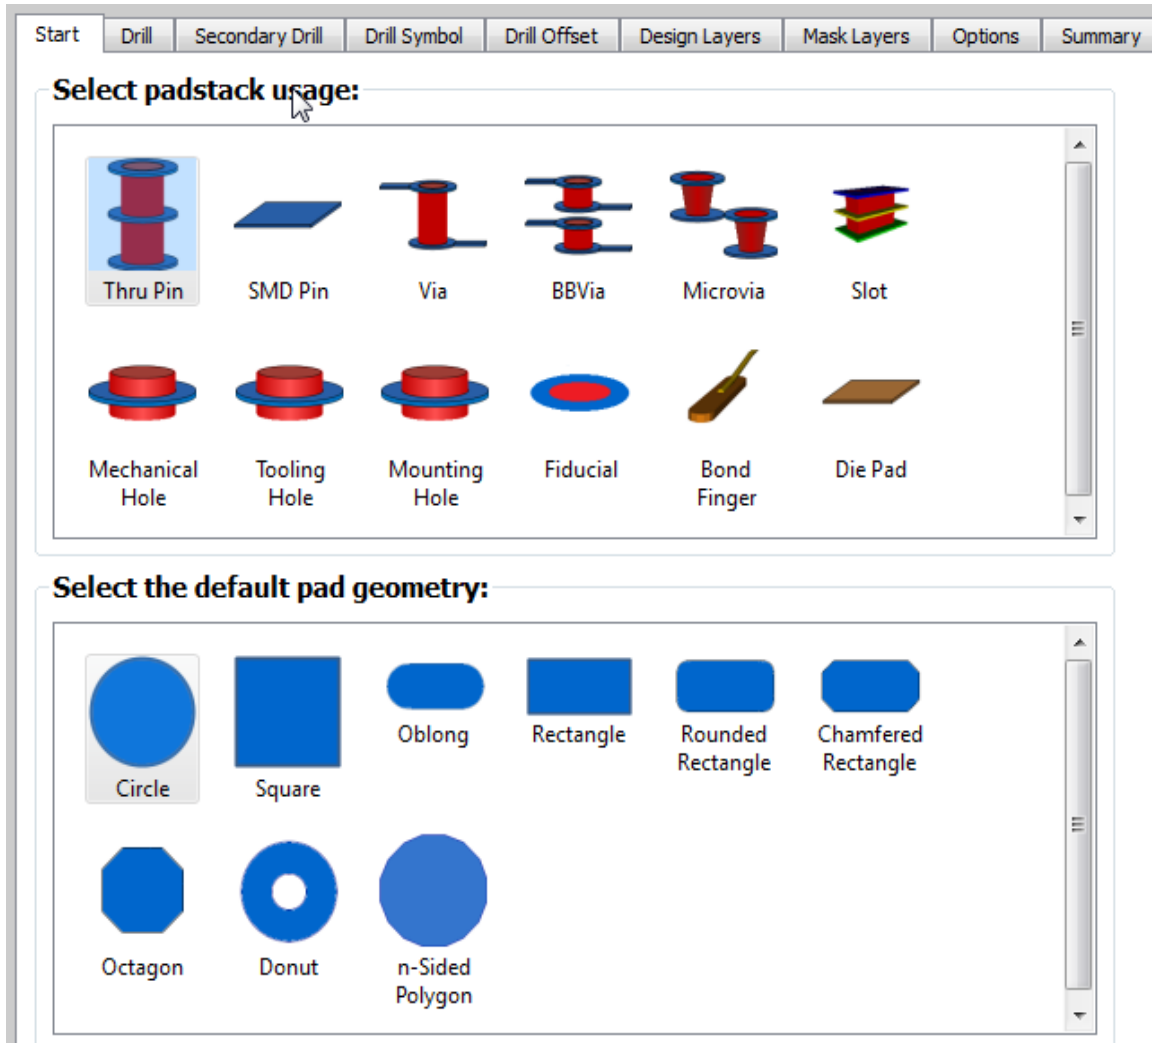 Start Drill Secondary Drill Drill Symbol Drill Offset Design Layers Mask Layers Options Summary
Select padstack usage:
Thru Pin SMD Pin Via BBVia Microvia Slot
Mechanical Tooling Mounting Fiducial Bond Die Pad
Hole Hole Hole Finger
Select the default pad geometry:
Oblong Rectangle Rounded Chamfered
Rectangle Rectangle
Circle Square
Octagon Donut n-Sided
Polygon